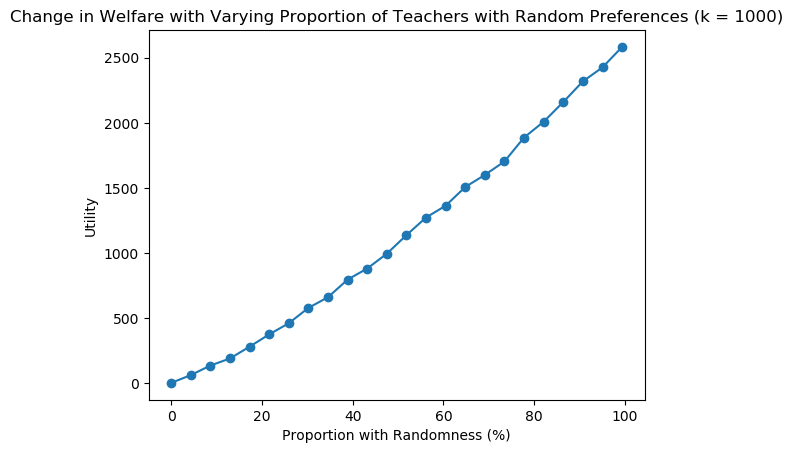 Change in Welfare with Varying Proportion of Teachers with Random Preferences (k = 1000)
2500
2000
1500
1000
500
0
Utility
0 20 40 60 80 100
Proportion with Randomness (%)